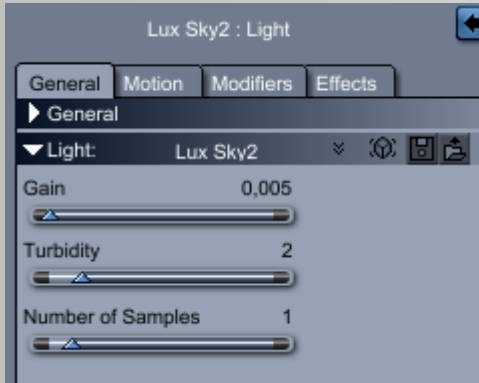 Lux Sky2 : Light
General Motion Modifiers Effects
General
Light: Lux Sky2
Gain 0,005
Turbidity 2
Number of Samples 1